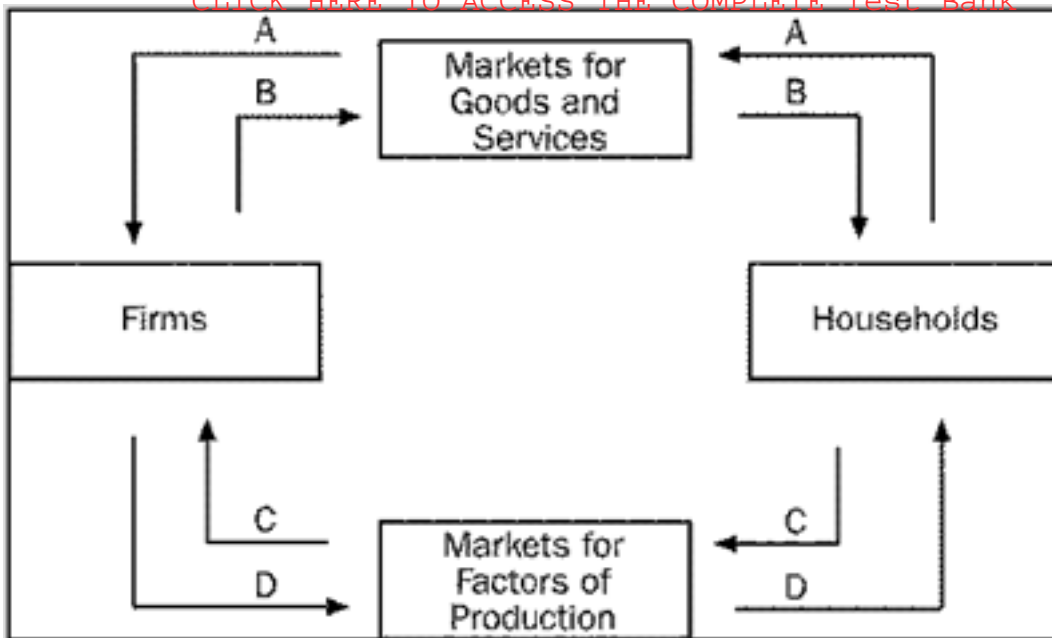 CLICK HERE TO ACCESS THE COMPLETE Test Bank
A
A
Markets for
Goods and
Services
B
B
Firms
Households
C
C
Markets for
Factors of
Production
D
D